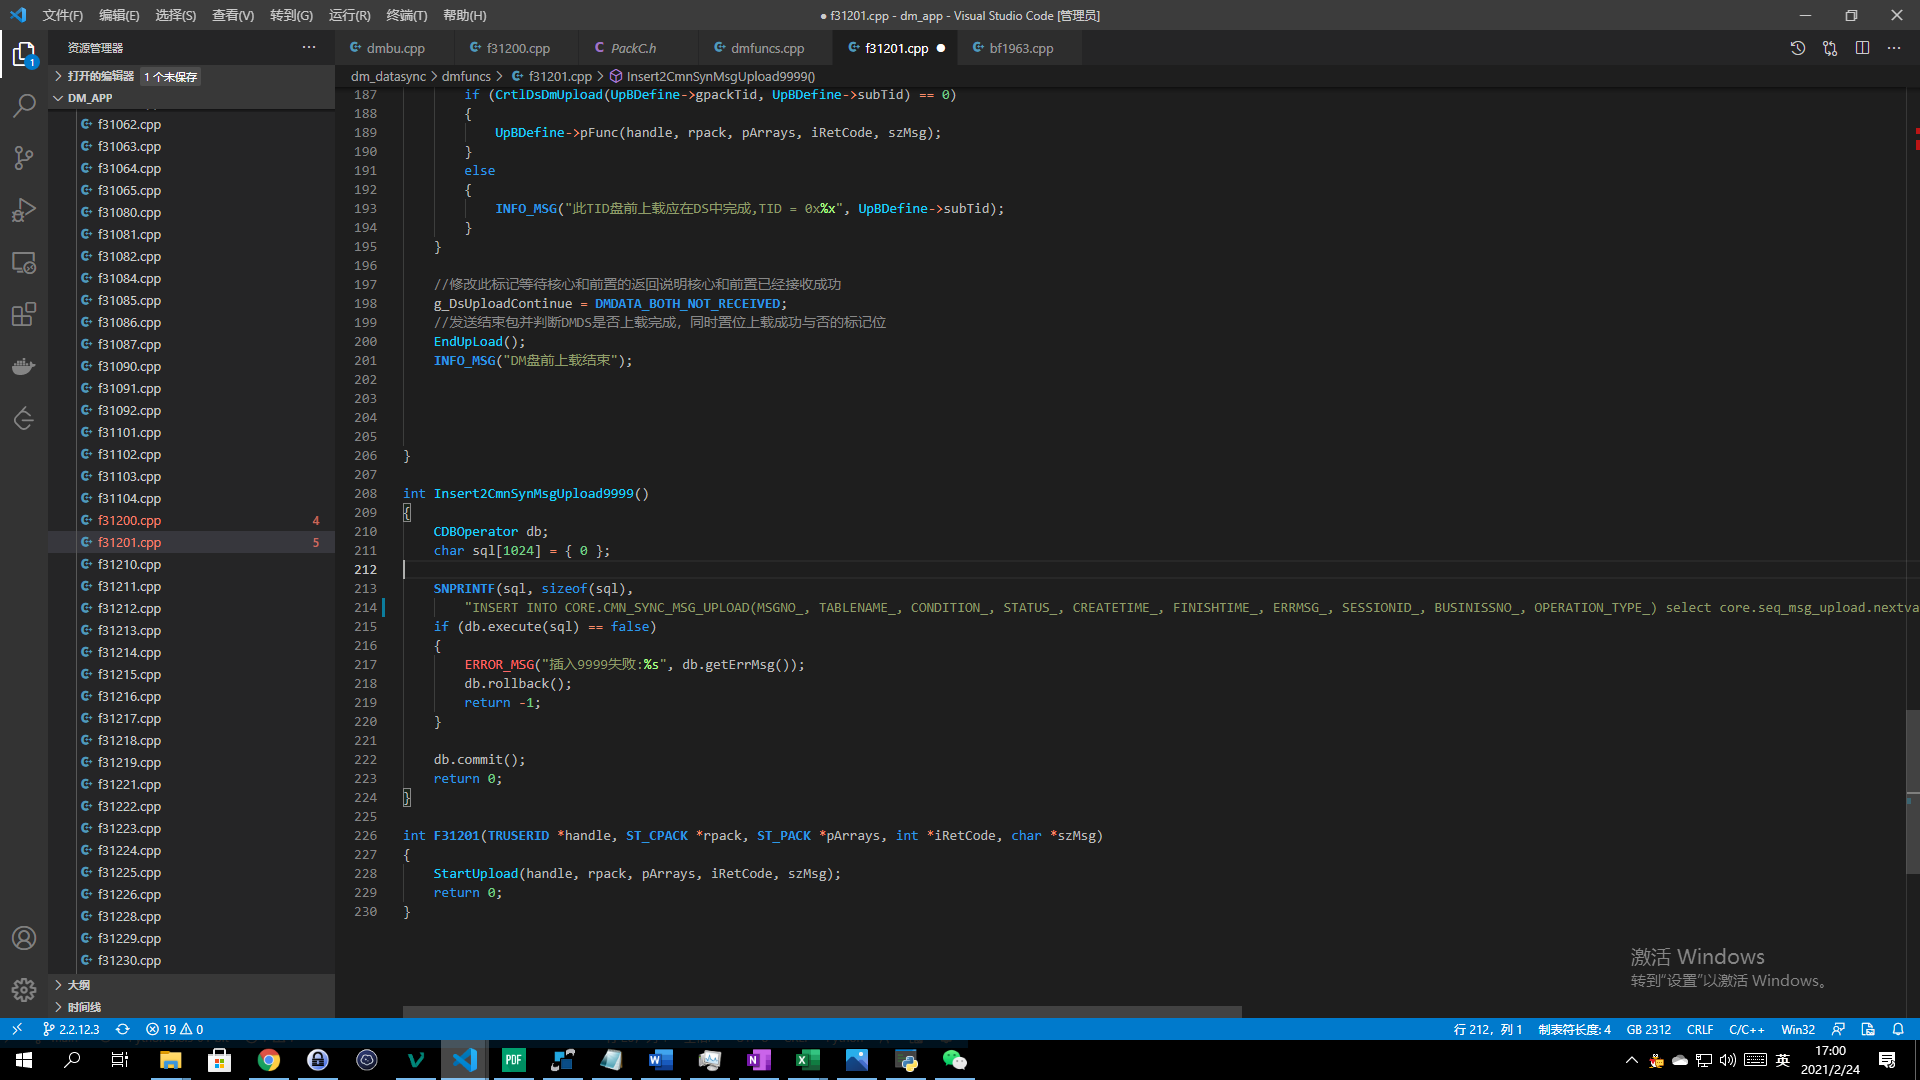 文件(F) 编辑(E) 选择(S) 查看(V) 转到(G) 运行(R) 终端(T) 帮助(H) ● f31201.cpp - dm_app - Visual Studio Code [管理员]
资源管理器 ···
dmbu.cpp f31200.cpp PackC.h dmfuncs.cpp f31201.cpp ● bf1963.cpp
打开的编辑器 1 个未保存
dm_datasync > dmfuncs > f31201.cpp > Insert2CmnSynMsgUpload9999()
DM_APP
f31062.cpp
f31063.cpp
f31064.cpp
f31065.cpp
f31080.cpp
f31081.cpp
f31082.cpp
f31084.cpp
f31085.cpp
f31086.cpp
f31087.cpp
f31090.cpp
f31091.cpp
f31092.cpp
f31101.cpp
f31102.cpp
f31103.cpp
f31104.cpp
f31200.cpp 4
f31201.cpp 5
f31210.cpp
f31211.cpp
f31212.cpp
f31213.cpp
f31214.cpp
f31215.cpp
f31216.cpp
f31217.cpp
f31218.cpp
f31219.cpp
f31221.cpp
f31222.cpp
f31223.cpp
f31224.cpp
f31225.cpp
f31226.cpp
f31228.cpp
f31229.cpp
f31230.cpp
大纲
时间线
187 if (CrtlDsDmUpload(UpBDefine->gpackTid, UpBDefine->subTid) == 0)
188 {
189 UpBDefine->pFunc(handle, rpack, pArrays, iRetCode, szMsg);
190 }
191 else
192 {
193 INFO_MSG("此TID盘前上载应在DS中完成,TID = 0x%x", UpBDefine->subTid);
194 }
195 }
196
197 //修改此标记等待核心和前置的返回说明核心和前置已经接收成功
198 g_DsUploadContinue = DMDATA_BOTH_NOT_RECEIVED;
199 //发送结束包并判断DMDS是否上载完成，同时置位上载成功与否的标记位
200 EndUpLoad();
201 INFO_MSG("DM盘前上载结束");
202
203
204
205
206 }
207
208 int Insert2CmnSynMsgUpload9999()
209 {
210 CDBOperator db;
211 char sql[1024] = { 0 };
212
213 SNPRINTF(sql, sizeof(sql),
214 "INSERT INTO CORE.CMN_SYNC_MSG_UPLOAD(MSGNO_, TABLENAME_, CONDITION_, STATUS_, CREATETIME_, FINISHTIME_, ERRMSG_, SESSIONID_, BUSINISSNO_, OPERATION_TYPE_) select core.seq_msg_upload.nextva
215 if (db.execute(sql) == false)
216 {
217 ERROR_MSG("插入9999失败:%s", db.getErrMsg());
218 db.rollback();
219 return -1;
220 }
221
222 db.commit();
223 return 0;
224 }
225
226 int F31201(TRUSERID *handle, ST_CPACK *rpack, ST_PACK *pArrays, int *iRetCode, char *szMsg)
227 {
228 StartUpload(handle, rpack, pArrays, iRetCode, szMsg);
229 return 0;
230 }
激活 Windows
转到"设置"以激活 Windows。
2.2.12.3 19 0 行 212，列 1 制表符长度: 4 GB 2312 CRLF C/C++ Win32
英 17:00
2021/2/24